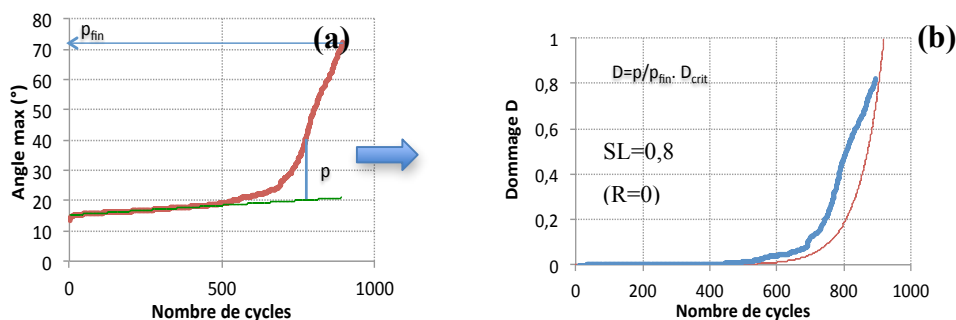 80
70
60
50
40
30
20
10
0
500
1000
Angle max (°)
Nombre de cycles
p_fin
(a)
p
1
0,8
0,6
0,4
0,2
0
0
200
400
600
800
1000
Dommage D
Nombre de cycles
D=p/p_fin. D_crit
SL=0,8
(R=0)
(b)